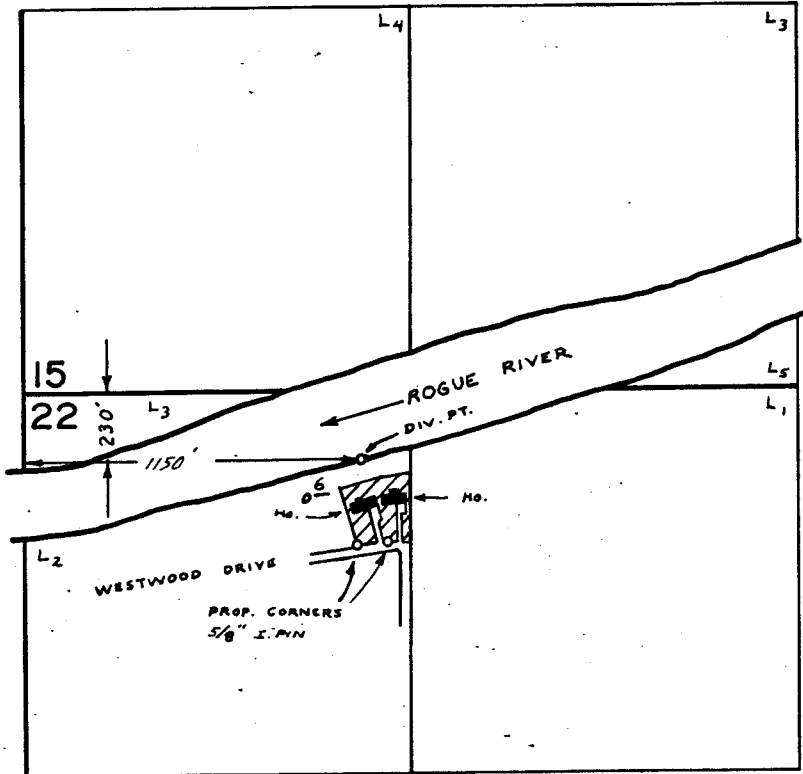 L4
L3
15
22
L3
230'
1150'
ROGUE RIVER
DIV. PT.
L5
L1
0 6
HO.
HO.
L2
WESTWOOD DRIVE
PROP. CORNERS
5/8" I. PIN